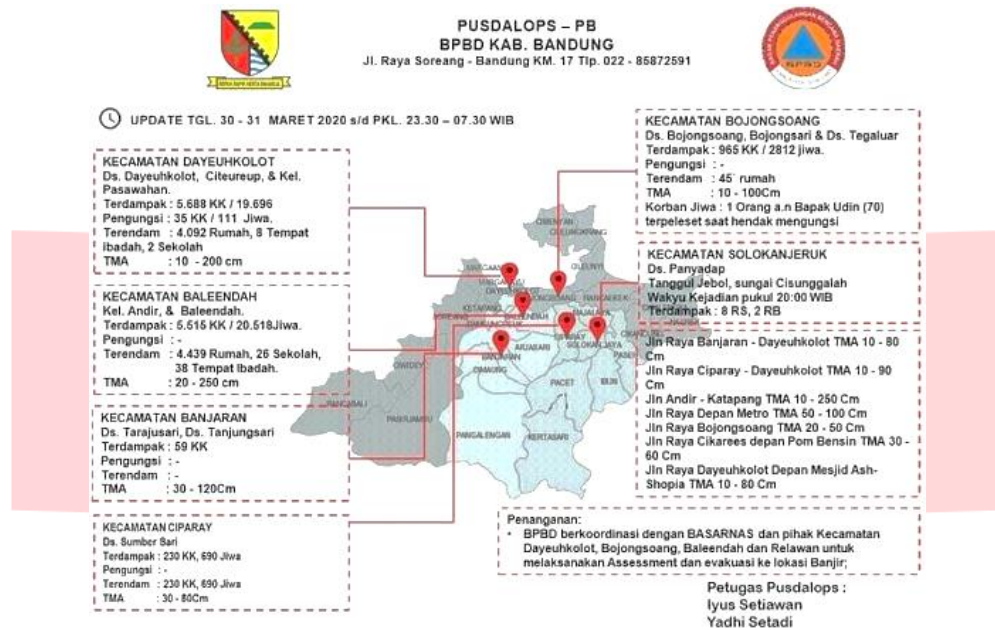 PUSDALOPS – PB
BPBD KAB. BANDUNG
Jl. Raya Soreang - Bandung KM. 17 Tlp. 022 - 85872591
BPBD
UPDATE TGL. 30 - 31 MARET 2020 s/d PKL. 23.30 – 07.30 WIB
KECAMATAN DAYEUHKOLOT
Ds. Dayeuhkolot, Citeureup, & Kel.
Pasawahan.
Terdampak : 5.688 KK / 19.696
Pengungsi : 35 KK / 111 Jiwa.
Terendam : 4.092 Rumah, 8 Tempat
Ibadah, 2 Sekolah
TMA : 10 - 200 cm
KECAMATAN BALEENDAH
Kel. Andir, & Baleendah.
Terdampak : 5.515 KK / 20.518Jiwa.
Pengungsi : -
Terendam : 4.439 Rumah, 26 Sekolah,
38 Tempat Ibadah.
TMA : 20 - 250 cm
KECAMATAN BANJARAN
Ds. Tarajusari, Ds. Tanjungsari
Terdampak : 59 KK
Pengungsi : -
Terendam : -
TMA : 30 - 120Cm
KECAMATAN CIPARAY
Ds. Sumber Sari
Terdampak : 230 KK, 690 Jiwa
Pengungsi : -
Terendam : 230 KK, 690 Jiwa
TMA : 30 - 80Cm
CIMENYAN
CILEUNYI
BALEENDAH
ARJASARI
BANJARAN
CIMAUNG
CIWIDEY
PACET
IBUN
PASEH
PANGALENGAN
KERTASARI
KECAMATAN BOJONGSOANG
Ds. Bojongsoang, Bojongsari & Ds. Tegaluar
Terdampak : 965 KK / 2812 jiwa.
Pengungsi : -
Terendam : 45` rumah
TMA : 10 - 100Cm
Korban Jiwa : 1 Orang a.n Bapak Udin (70)
terpeleset saat hendak mengungsi
KECAMATAN SOLOKANJERUK
Ds. Panyadap
Tanggul Jebol, sungai Cisunggalah
Wakyu Kejadian pukul 20:00 WIB
Terdampak : 8 RS, 2 RB
Jln Raya Banjaran - Dayeuhkolot TMA 10 - 80
Cm
Jln Raya Ciparay - Dayeuhkolot TMA 10 - 90
Cm
Jln Andir - Katapang TMA 10 - 250 Cm
Jln Raya Depan Metro TMA 50 - 100 Cm
Jln Raya Bojongsoang TMA 20 - 50 Cm
Jln Raya Cikarees depan Pom Bensin TMA 30 -
60 Cm
Jln Raya Dayeuhkolot Depan Mesjid Ash-
Shopia TMA 10 - 80 Cm
Penanganan:
• BPBD berkoordinasi dengan BASARNAS dan pihak Kecamatan
Dayeuhkolot, Bojongsoang, Baleendah dan Relawan untuk
melaksanakan Assessment dan evakuasi ke lokasi Banjir;
Petugas Pusdalops :
Iyus Setiawan
Yadhi Setadi